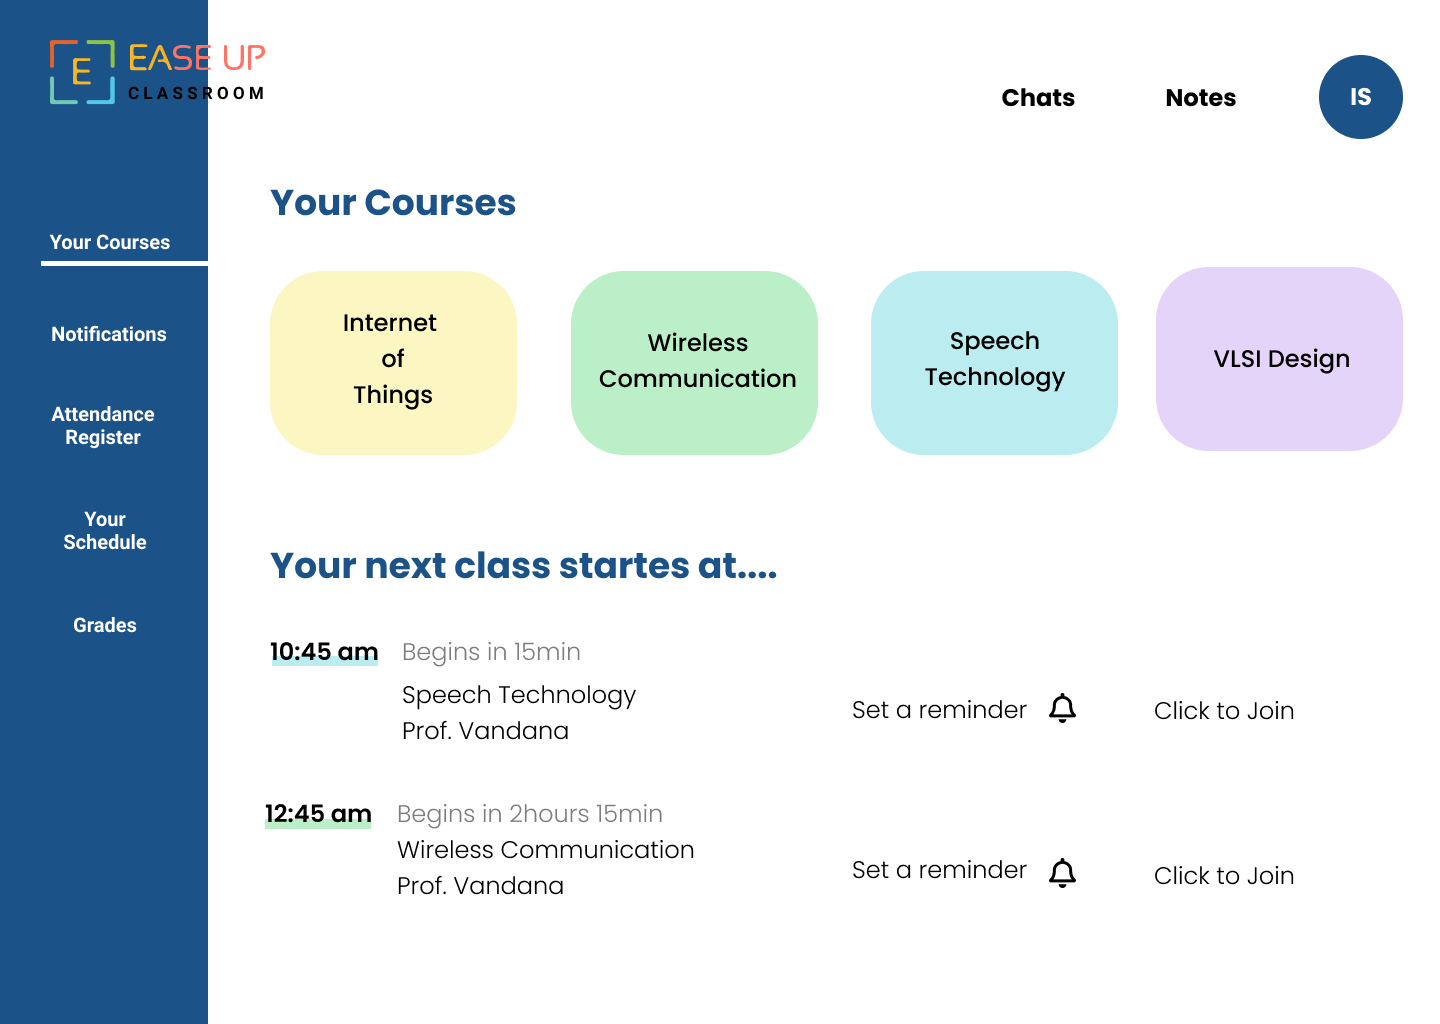 E
EASE UP
CLASSROOM
Chats
Notes
IS
Your Courses
Notifications
Attendance
Register
Your
Schedule
Grades
Your Courses
Internet
of
Things
Wireless
Communication
Speech
Technology
VLSI Design
Your next class startes at....
10:45 am
Begins in 15min
Speech Technology
Prof. Vandana
Set a reminder
Click to Join
12:45 am
Begins in 2hours 15min
Wireless Communication
Prof. Vandana
Set a reminder
Click to Join